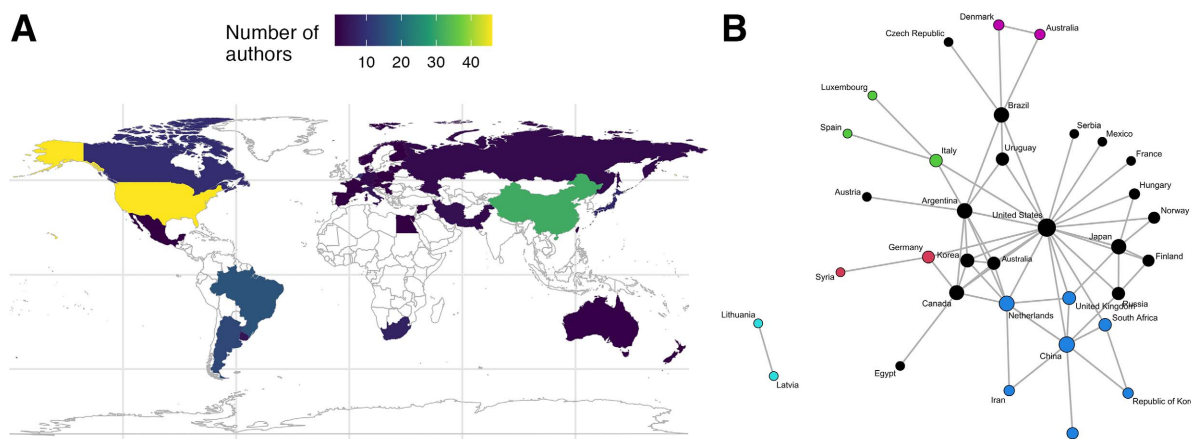 A
Number of
authors
10 20 30 40
B
Denmark
Australia
Czech Republic
Luxembourg
Brazil
Spain
Serbia
Mexico
Italy
Uruguay
France
Austria
Hungary
Argentina
United States
Norway
Japan
Germany
Korea
Australia
Finland
Syria
Canada
United Kingdom
Russia
Netherlands
South Africa
Lithuania
China
Egypt
Latvia
Iran
Republic of Kor